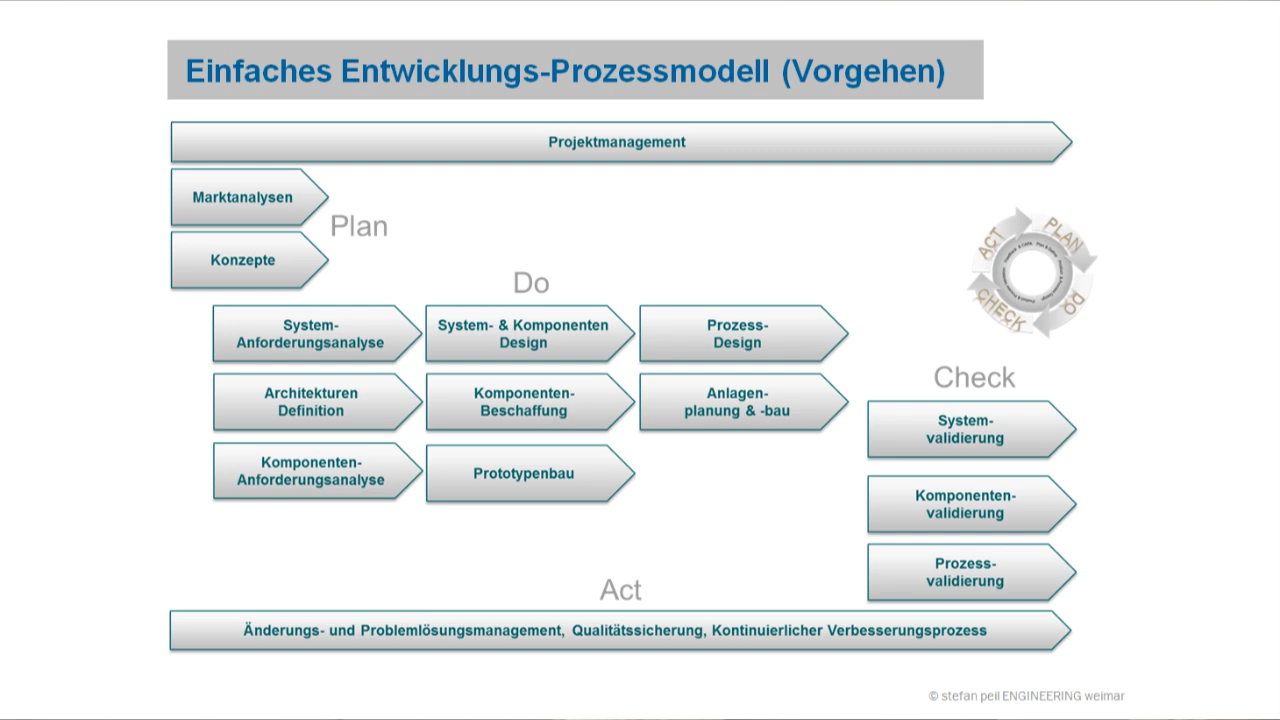 Einfaches Entwicklungs-Prozessmodell (Vorgehen)
Projektmanagement
Marktanalysen
Plan
Konzepte
Do
System-
Anforderungsanalyse
System- & Komponenten
Design
Prozess-
Design
Architekturen
Definition
Komponenten-
Beschaffung
Anlagen-
planung & -bau
Komponenten-
Anforderungsanalyse
Prototypenbau
ACT
PLAN
DO
CHECK
Check
System-
validierung
Komponenten-
validierung
Prozess-
validierung
Act
Änderungs- und Problemlösungsmanagement, Qualitätssicherung, Kontinuierlicher Verbesserungsprozess
© stefan peil ENGINEERING weimar